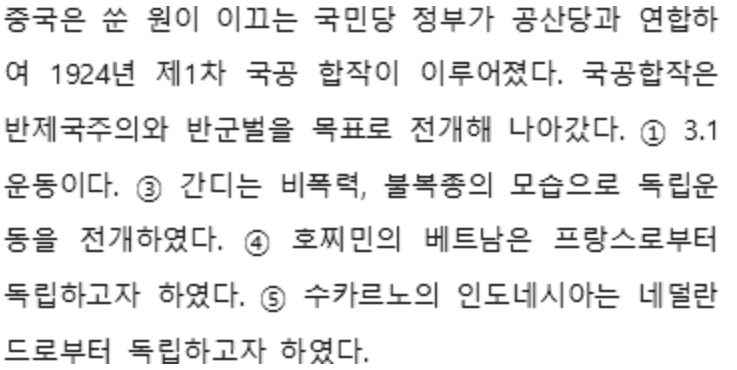 중국은 쑨 원이 이끄는 국민당 정부가 공산당과 연합하
여 1924년 제1차 국공 합작이 이루어졌다. 국공합작은
반제국주의와 반군벌을 목표로 전개해 나아갔다. ① 3.1
운동이다. ③ 간디는 비폭력, 불복종의 모습으로 독립운
동을 전개하였다. ④ 호찌민의 베트남은 프랑스로부터
독립하고자 하였다. ⑤ 수카르노의 인도네시아는 네덜란
드로부터 독립하고자 하였다.